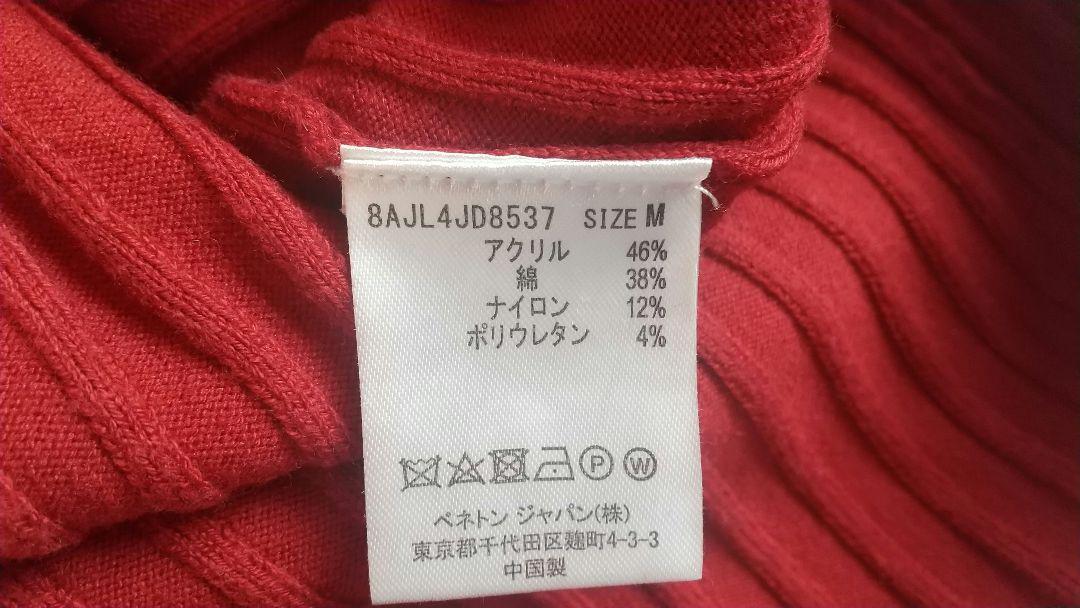 8AJL4JD8537 SIZE M
アクリル 46%
綿 38%
ナイロン 12%
ポリウレタン 4%
P W
ベネトン ジャパン(株)
東京都千代田区麹町4-3-3
中国製